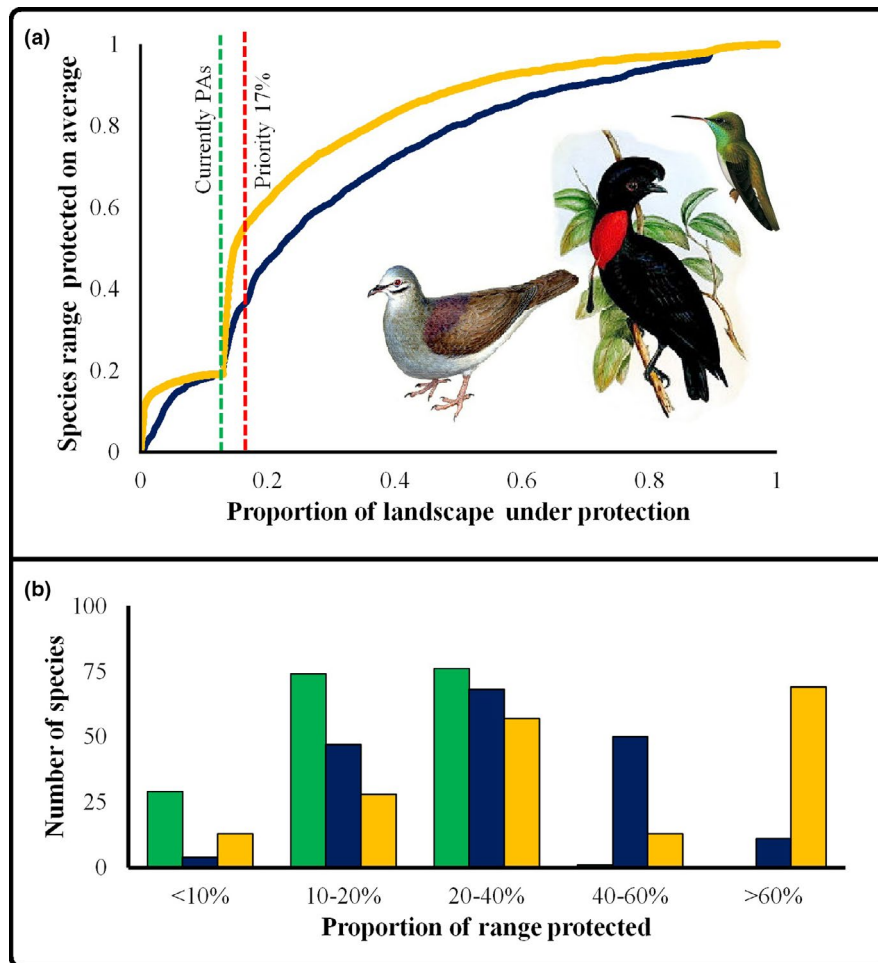 (a)
Species range protected on average
1
0.8
0.6
0.4
0.2
0
Currently PAs
Priority 17%
0
0.2
0.4
0.6
0.8
1
Proportion of landscape under protection
(b)
Number of species
100
75
50
25
0
<10%
10-20%
20-40%
40-60%
>60%
Proportion of range protected